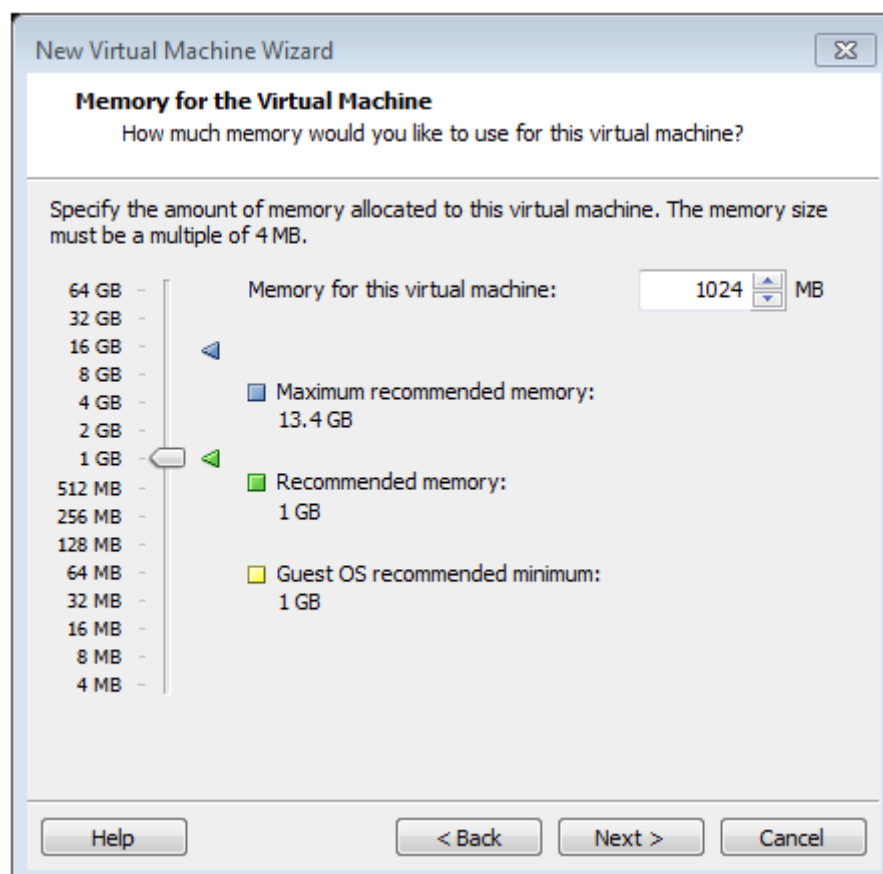 New Virtual Machine Wizard
Memory for the Virtual Machine
How much memory would you like to use for this virtual machine?
Specify the amount of memory allocated to this virtual machine. The memory size
must be a multiple of 4 MB.
64 GB
32 GB
16 GB
8 GB
4 GB
2 GB
1 GB
512 MB
256 MB
128 MB
64 MB
32 MB
16 MB
8 MB
4 MB
Memory for this virtual machine: 1024 MB
Maximum recommended memory:
13.4 GB
Recommended memory:
1 GB
Guest OS recommended minimum:
1 GB
Help < Back Next > Cancel